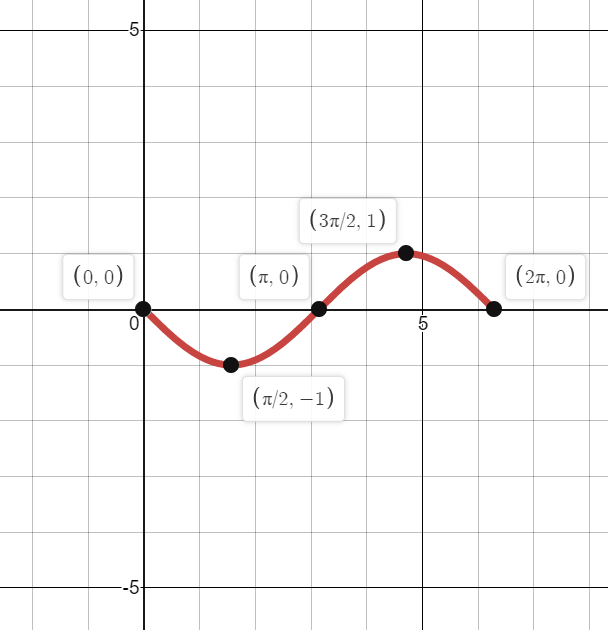 5
(3π/2, 1)
(0, 0)
(π, 0)
(2π, 0)
0
5
(π/2, −1)
-5